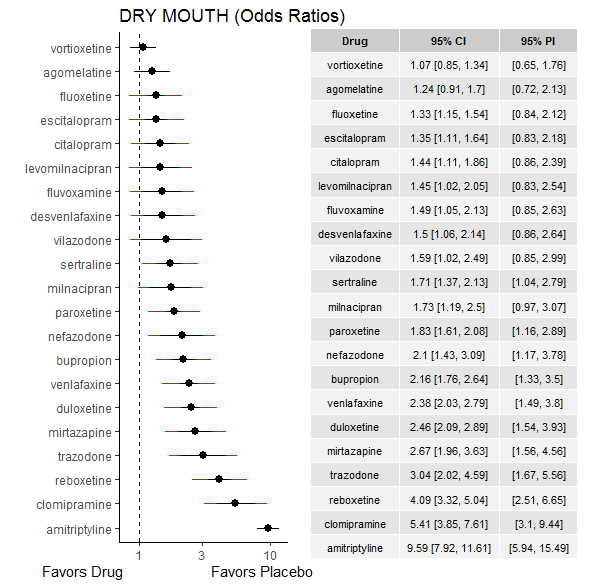 DRY MOUTH (Odds Ratios)
vortioxetine
agomelatine
fluoxetine
escitalopram
citalopram
levomilnacipran
fluvoxamine
desvenlafaxine
vilazodone
sertraline
milnacipran
paroxetine
nefazodone
bupropion
venlafaxine
duloxetine
mirtazapine
trazodone
reboxetine
clomipramine
amitriptyline
1 3 10
Favors Drug Favors Placebo
Drug 95% CI 95% PI
vortioxetine 1.07 [0.85, 1.34] [0.65, 1.76]
agomelatine 1.24 [0.91, 1.7] [0.72, 2.13]
fluoxetine 1.33 [1.15, 1.54] [0.84, 2.12]
escitalopram 1.35 [1.11, 1.64] [0.83, 2.18]
citalopram 1.44 [1.11, 1.86] [0.86, 2.39]
levomilnacipran 1.45 [1.02, 2.05] [0.83, 2.54]
fluvoxamine 1.49 [1.05, 2.13] [0.85, 2.63]
desvenlafaxine 1.5 [1.06, 2.14] [0.86, 2.64]
vilazodone 1.59 [1.02, 2.49] [0.85, 2.99]
sertraline 1.71 [1.37, 2.13] [1.04, 2.79]
milnacipran 1.73 [1.19, 2.5] [0.97, 3.07]
paroxetine 1.83 [1.61, 2.08] [1.16, 2.89]
nefazodone 2.1 [1.43, 3.09] [1.17, 3.78]
bupropion 2.16 [1.76, 2.64] [1.33, 3.5]
venlafaxine 2.38 [2.03, 2.79] [1.49, 3.8]
duloxetine 2.46 [2.09, 2.89] [1.54, 3.93]
mirtazapine 2.67 [1.96, 3.63] [1.56, 4.56]
trazodone 3.04 [2.02, 4.59] [1.67, 5.56]
reboxetine 4.09 [3.32, 5.04] [2.51, 6.65]
clomipramine 5.41 [3.85, 7.61] [3.1, 9.44]
amitriptyline 9.59 [7.92, 11.61] [5.94, 15.49]